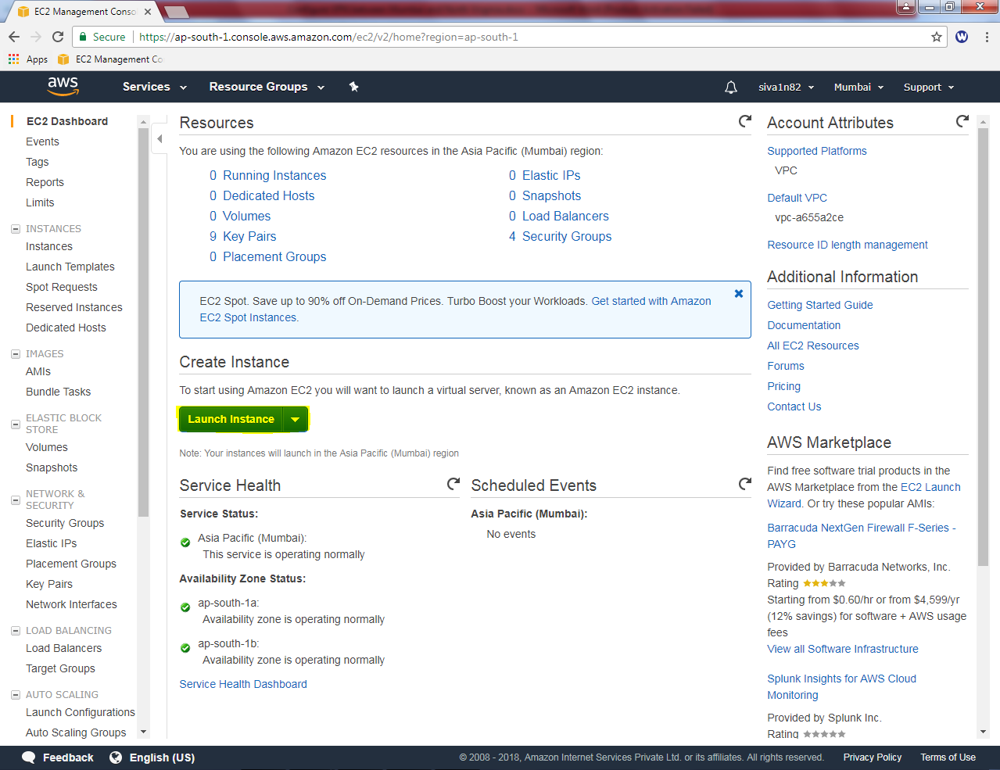 EC2 Management Conso
Secure
https://ap-south-1.console.aws.amazon.com/ec2/v2/home?region=ap-south-1
W
Apps
EC2 Management Co
aws
Services
Resource Groups
siva1n82
Mumbai
Support
EC2 Dashboard
Events
Tags
Reports
Limits
INSTANCES
Instances
Launch Templates
Spot Requests
Reserved Instances
Dedicated Hosts
IMAGES
AMIs
Bundle Tasks
ELASTIC BLOCK
STORE
Volumes
Snapshots
NETWORK &
SECURITY
Security Groups
Elastic IPs
Placement Groups
Key Pairs
Network Interfaces
LOAD BALANCING
Load Balancers
Target Groups
AUTO SCALING
Launch Configurations
Auto Scaling Groups
Resources
You are using the following Amazon EC2 resources in the Asia Pacific (Mumbai) region:
0 Running Instances
0 Dedicated Hosts
0 Volumes
9 Key Pairs
0 Placement Groups
0 Elastic IPs
0 Snapshots
0 Load Balancers
4 Security Groups
EC2 Spot. Save up to 90% off On-Demand Prices. Turbo Boost your Workloads. Get started with Amazon
EC2 Spot Instances.
Create Instance
To start using Amazon EC2 you will want to launch a virtual server, known as an Amazon EC2 instance.
Launch Instance
Note: Your instances will launch in the Asia Pacific (Mumbai) region
Service Health
Service Status:
Asia Pacific (Mumbai):
This service is operating normally
Availability Zone Status:
ap-south-1a:
Availability zone is operating normally
ap-south-1b:
Availability zone is operating normally
Service Health Dashboard
Scheduled Events
Asia Pacific (Mumbai):
No events
Account Attributes
Supported Platforms
VPC
Default VPC
vpc-a655a2ce
Resource ID length management
Additional Information
Getting Started Guide
Documentation
All EC2 Resources
Forums
Pricing
Contact Us
AWS Marketplace
Find free software trial products in the
AWS Marketplace from the EC2 Launch
Wizard. Or try these popular AMIs:
Barracuda NextGen Firewall F-Series -
PAYG
Provided by Barracuda Networks, Inc.
Rating
Starting from $0.60/hr or from $4,599/yr
(12% savings) for software + AWS usage
fees
View all Software Infrastructure
Splunk Insights for AWS Cloud
Monitoring
Provided by Splunk Inc.
Rating
Feedback
English (US)
© 2008 - 2018, Amazon Internet Services Private Ltd. or its affiliates. All rights reserved.
Privacy Policy
Terms of Use